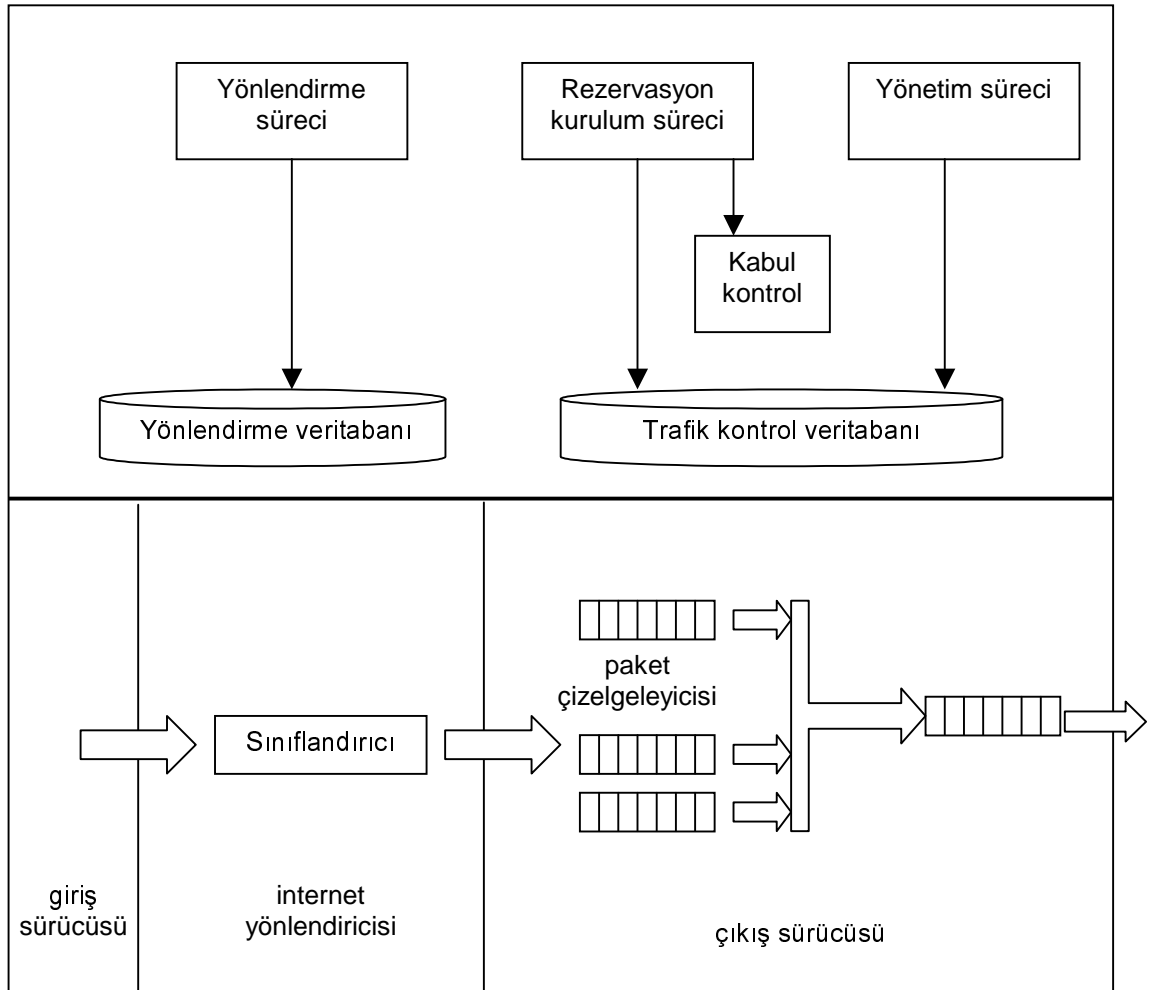 Yönlendirme
süreci
Rezervasyon
kurulum süreci
Yönetim süreci
Kabul
kontrol
Yönlendirme veritabanı
Trafik kontrol veritabanı
paket
çizelgeleyicisi
Sınıflandırıcı
giriş
sürücüsü
internet
yönlendiricisi
çıkış sürücüsü